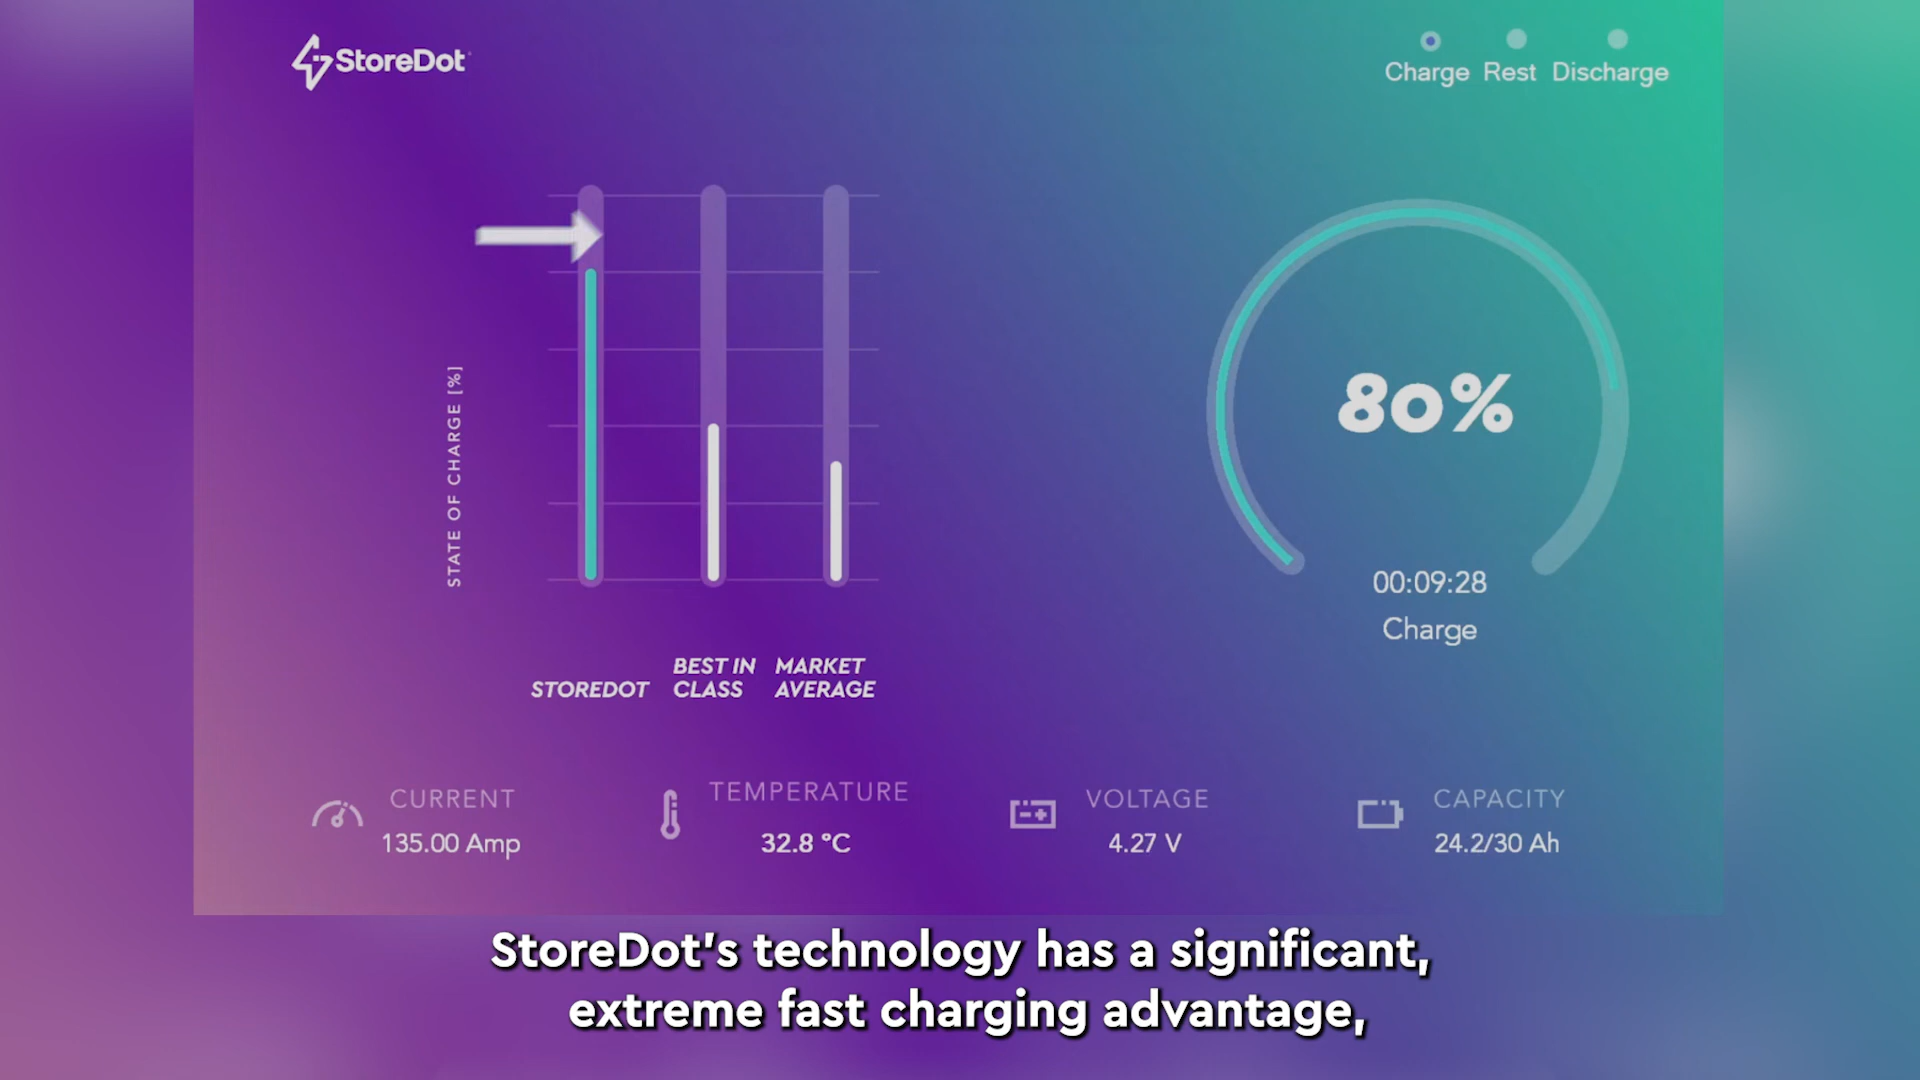 StoreDot
Charge Rest Discharge
STATE OF CHARGE [%]
80%
00:09:28
Charge
STOREDOT
BEST IN
CLASS
MARKET
AVERAGE
CURRENT
135.00 Amp
TEMPERATURE
32.8 °C
VOLTAGE
4.27 V
CAPACITY
24.2/30 Ah
StoreDot's technology has a significant,
extreme fast charging advantage,